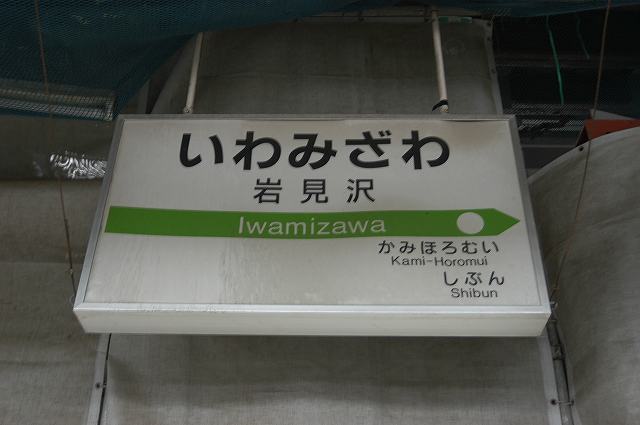 いわみざわ
岩見沢
Iwamizawa
かみほろむい
Kami-Horomui
しぶん
Shibun